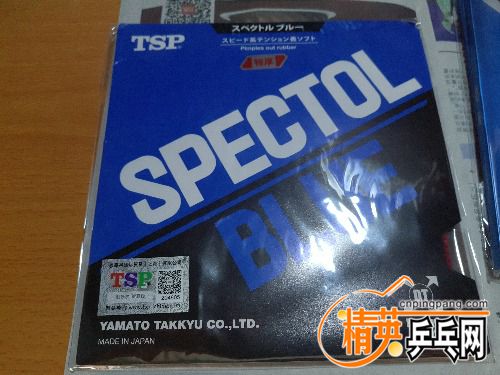 TSP
スペクトル ブルー
スピード系テンション表ソフト
Pimples out rubber
特厚
SPECTOL
BLUE
TSP
YAMATO TAKKYU CO.,LTD.
MADE IN JAPAN
cnpingpang.com
精英乒乓网